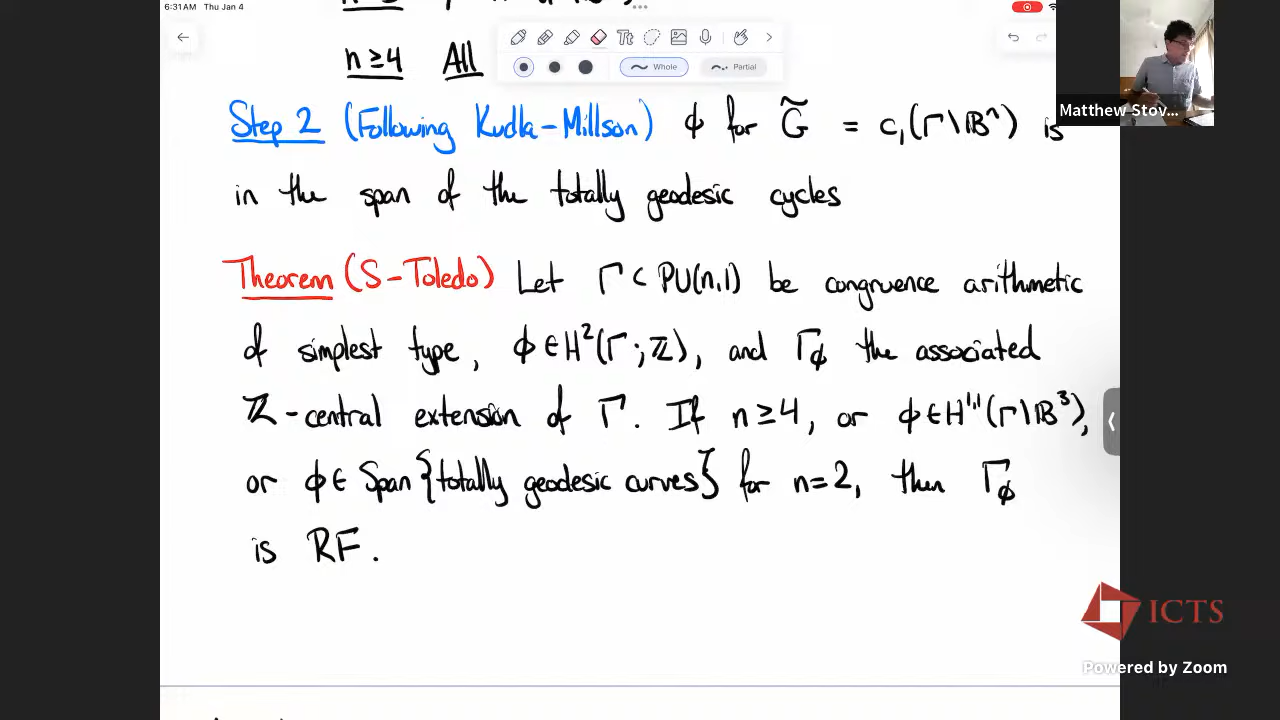 6:31AM Thu Jan 4
n ≥ 4 All
Whole Partial
Matthew Stov...
Step 2 (Following Kudla-Millson) ϕ for G̃ = c₁(Γ\𝔹ⁿ) is
in the span of the totally geodesic cycles
Theorem (S-Toledo) Let Γ < PU(n,1) be congruence arithmetic
of simplest type, ϕ ∈ H²(Γ; ℤ), and Γ_ϕ the associated
ℤ-central extension of Γ. If n ≥ 4, or ϕ ∈ H¹'¹(Γ\𝔹³),
or ϕ ∈ Span {totally geodesic curves} for n=2, then Γ_ϕ
is RF.
ICTS
Powered by Zoom